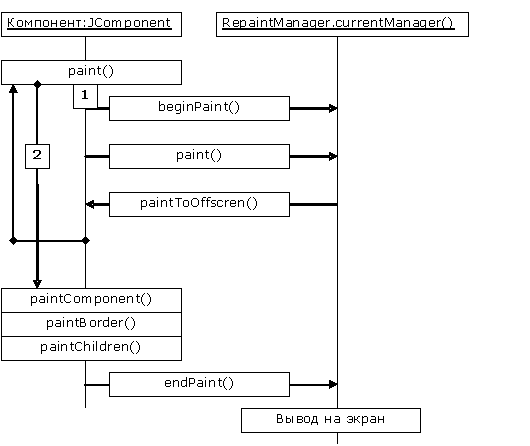 Компонент:JComponent
RepaintManager.currentManager()
paint()
1
beginPaint()
2
paint()
paintToOffscren()
paintComponent()
paintBorder()
paintChildren()
endPaint()
Вывод на экран